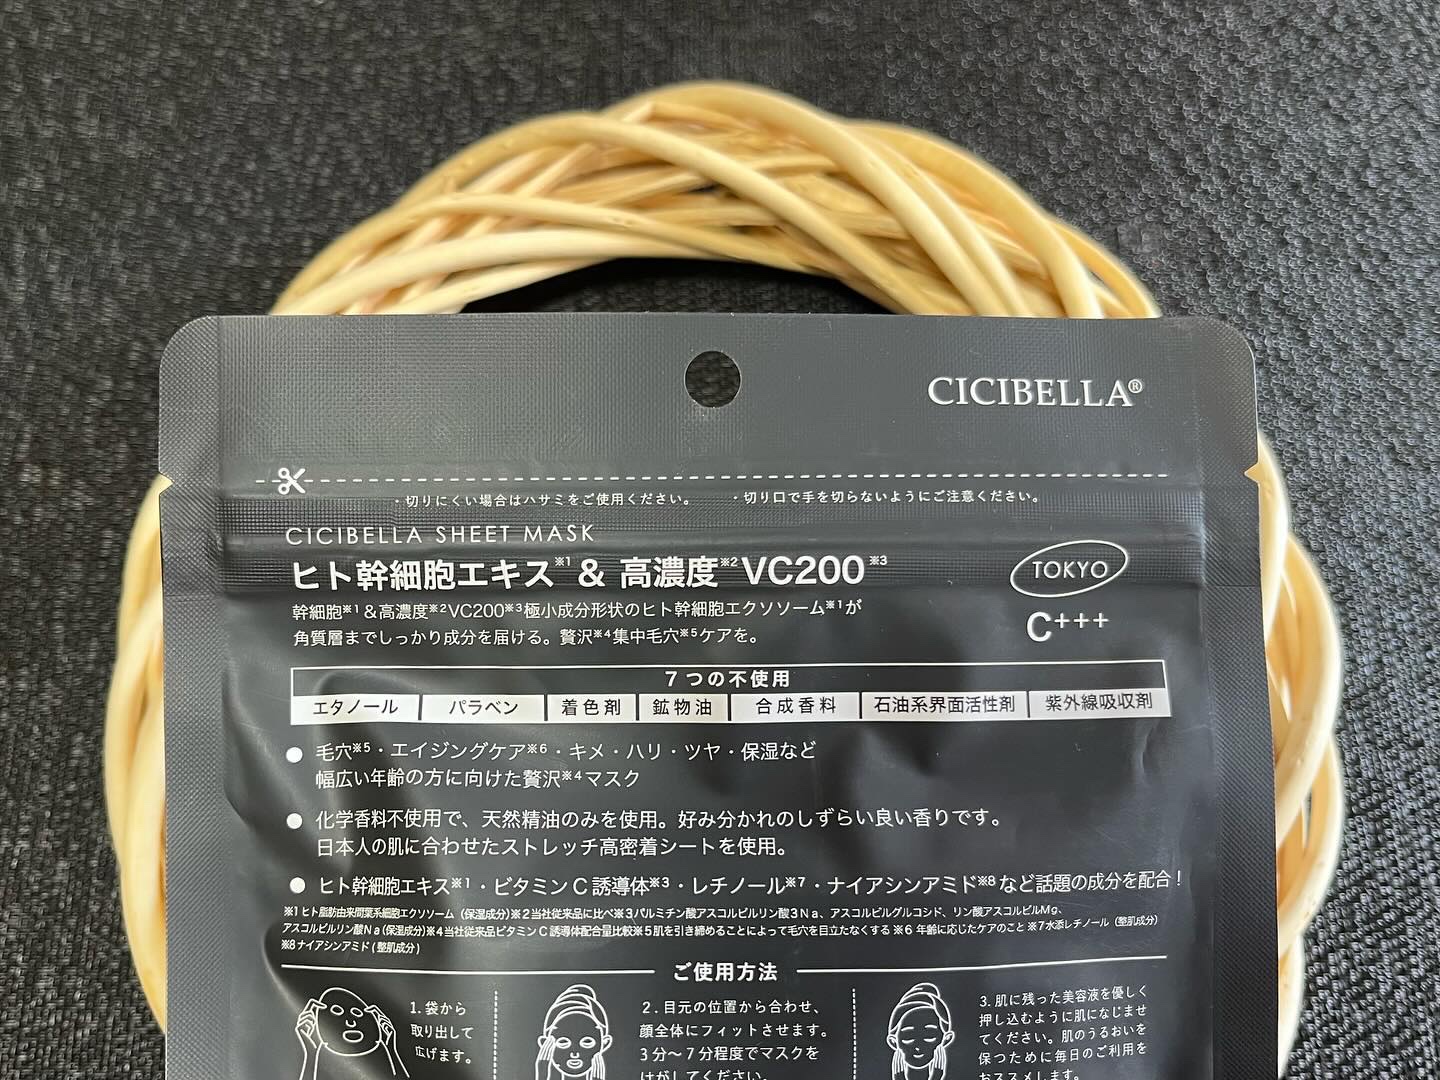 CICIBELLA®
・切りにくい場合はハサミをご使用ください。 ・切り口で手を切らないようにご注意ください。
CICIBELLA SHEET MASK
ヒト幹細胞エキス※1 & 高濃度※2 VC200※3
TOKYO
C+++
幹細胞※1&高濃度※2VC200※3極小成分形状のヒト幹細胞エクソソーム※1が
角質層までしっかり成分を届ける。贅沢※4集中毛穴※5ケアを。
7つの不使用
エタノール パラベン 着色剤 鉱物油 合成香料 石油系界面活性剤 紫外線吸収剤
● 毛穴※5・エイジングケア※6・キメ・ハリ・ツヤ・保湿など
幅広い年齢の方に向けた贅沢※4マスク
● 化学香料不使用で、天然精油のみを使用。好み分かれのしずらい良い香りです。
日本人の肌に合わせたストレッチ高密着シートを使用。
● ヒト幹細胞エキス※1・ビタミンC誘導体※3・レチノール※7・ナイアシンアミド※8など話題の成分を配合!
※1ヒト脂肪由来間葉系細胞エクソソーム(保湿成分)※2当社従来品に比べ※3パルミチン酸アスコルビルリン酸3Na、アスコルビルグルコシド、リン酸アスコルビルMg、
アスコルビルリン酸Na(保湿成分)※4当社従来品ビタミンC誘導体配合量比較※5肌を引き締めることによって毛穴を目立たなくする ※6 年齢に応じたケアのこと ※7水添レチノール(整肌成分)
※8ナイアシンアミド(整肌成分)
ご使用方法
1.袋から
取り出して
広げます。
2.目元の位置から合わせ、
顔全体にフィットさせます。
3分〜7分程度でマスクを
はがしてください。
3.肌に残った美容液を優しく
押し込むように肌になじませ
てください。肌のうるおいを
保つために毎日のご利用を
おススメします。